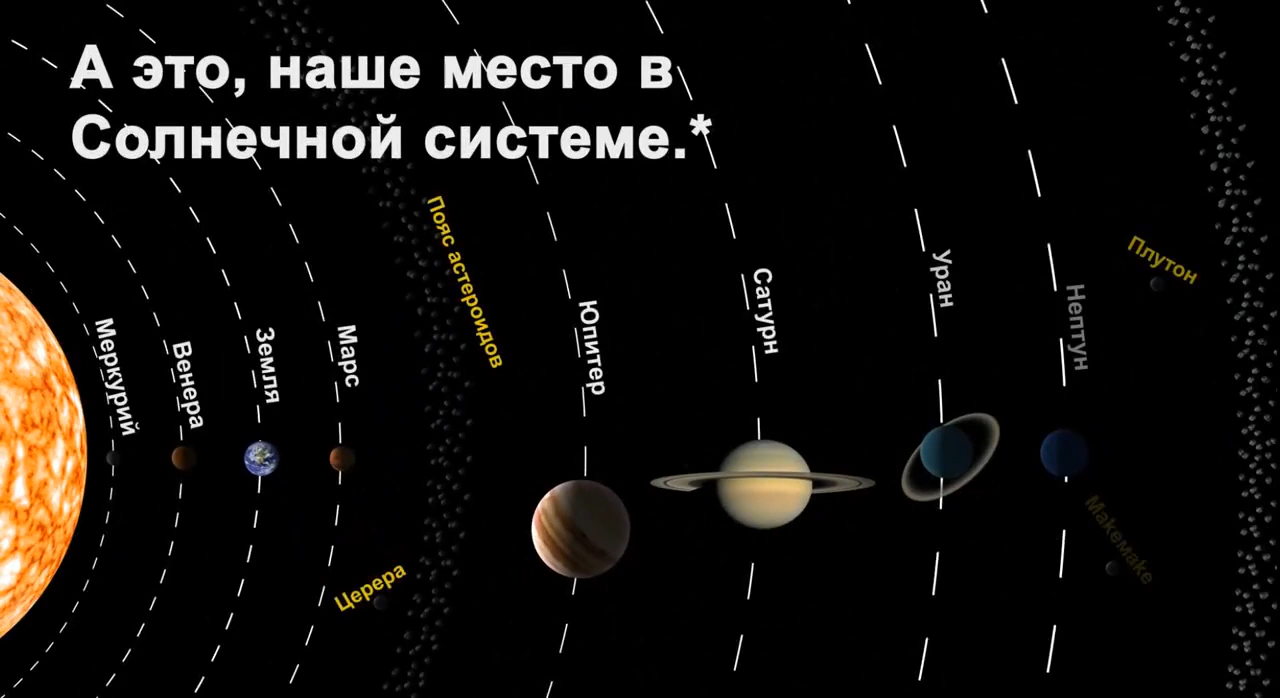 А это, наше место в
Солнечной системе.*
Меркурий
Венера
Земля
Марс
Церера
Пояс астероидов
Юпитер
Сатурн
Уран
Нептун
Плутон
Makemake